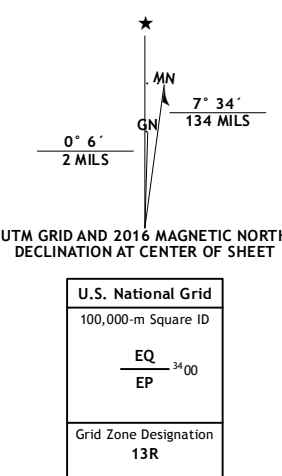 ★
MN
7° 34´
134 MILS
GN
0° 6´
2 MILS
UTM GRID AND 2016 MAGNETIC NORTH
DECLINATION AT CENTER OF SHEET
U.S. National Grid
100,000-m Square ID
EQ
³⁴00
EP
Grid Zone Designation
13R